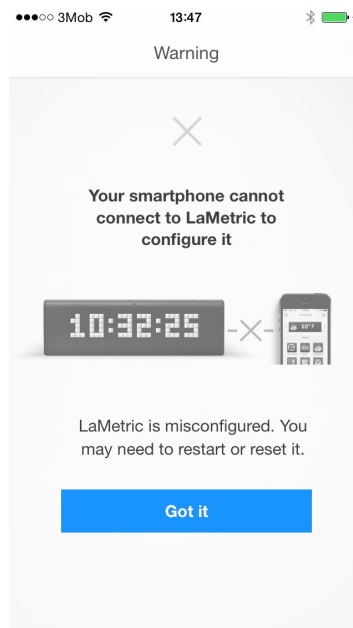 3Mob 13:47
Warning
Your smartphone cannot
connect to LaMetric to
configure it
10:32:25
68°F
LaMetric is misconfigured. You
may need to restart or reset it.
Got it